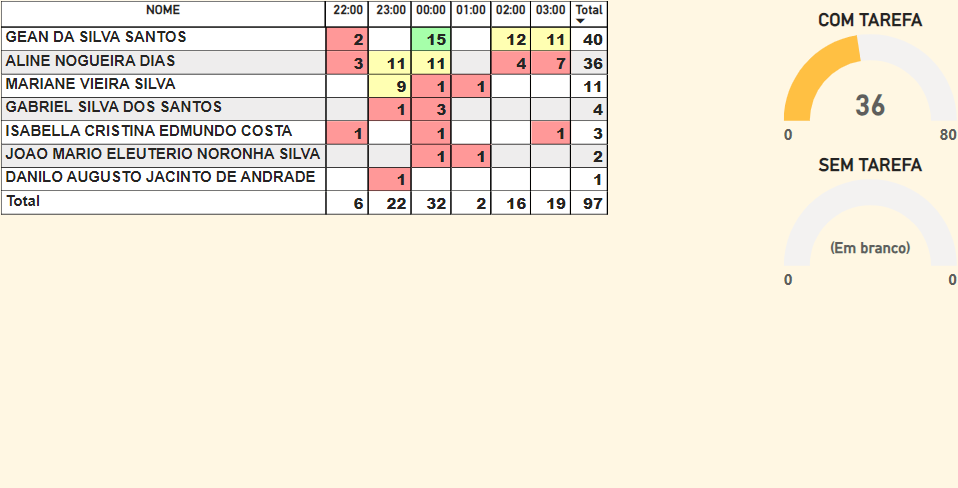 NOME 22:00 23:00 00:00 01:00 02:00 03:00 Total
GEAN DA SILVA SANTOS 2 15 12 11 40
ALINE NOGUEIRA DIAS 3 11 11 4 7 36
MARIANE VIEIRA SILVA 9 1 1 11
GABRIEL SILVA DOS SANTOS 1 3 4
ISABELLA CRISTINA EDMUNDO COSTA 1 1 1 3
JOAO MARIO ELEUTERIO NORONHA SILVA 1 1 2
DANILO AUGUSTO JACINTO DE ANDRADE 1 1
Total 6 22 32 2 16 19 97
COM TAREFA
36
0 80
SEM TAREFA
(Em branco)
0 0